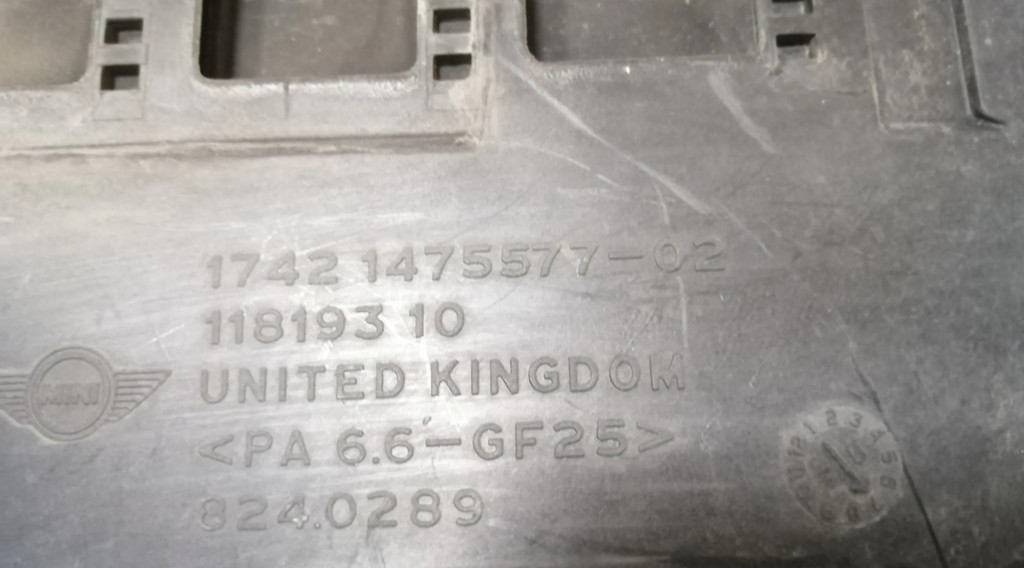 1742 1475577-02
118193 10
UNITED KINGDOM
MINI
<PA 6.6-GF25>
824.0289